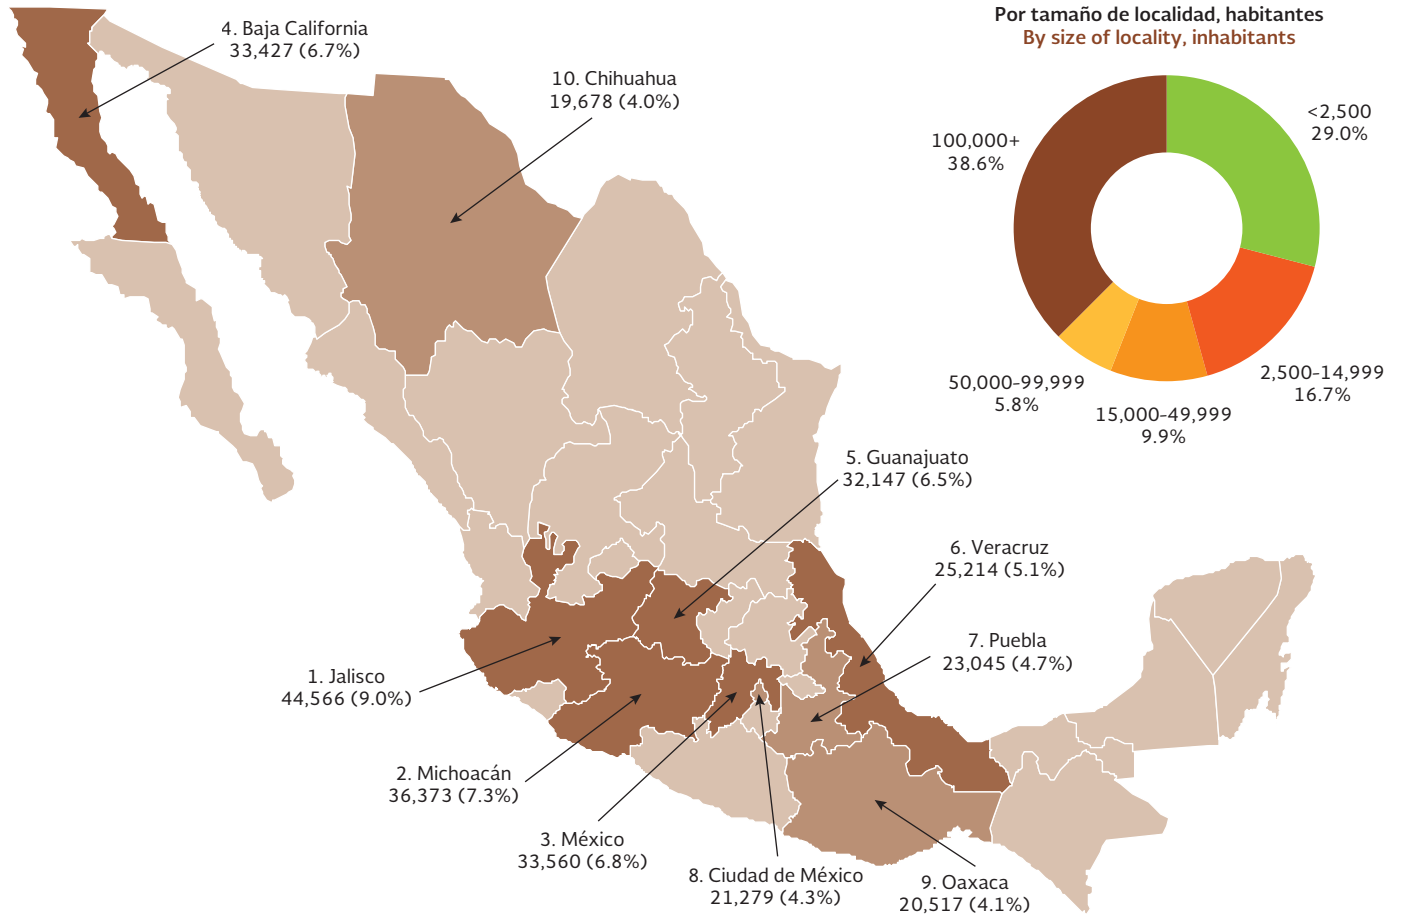 Por tamaño de localidad, habitantes
By size of locality, inhabitants
<2,500
29.0%
100,000+
38.6%
2,500-14,999
16.7%
50,000-99,999
5.8%
15,000-49,999
9.9%
4. Baja California
33,427 (6.7%)
10. Chihuahua
19,678 (4.0%)
5. Guanajuato
32,147 (6.5%)
6. Veracruz
25,214 (5.1%)
7. Puebla
23,045 (4.7%)
1. Jalisco
44,566 (9.0%)
2. Michoacán
36,373 (7.3%)
3. México
33,560 (6.8%)
8. Ciudad de México
21,279 (4.3%)
9. Oaxaca
20,517 (4.1%)